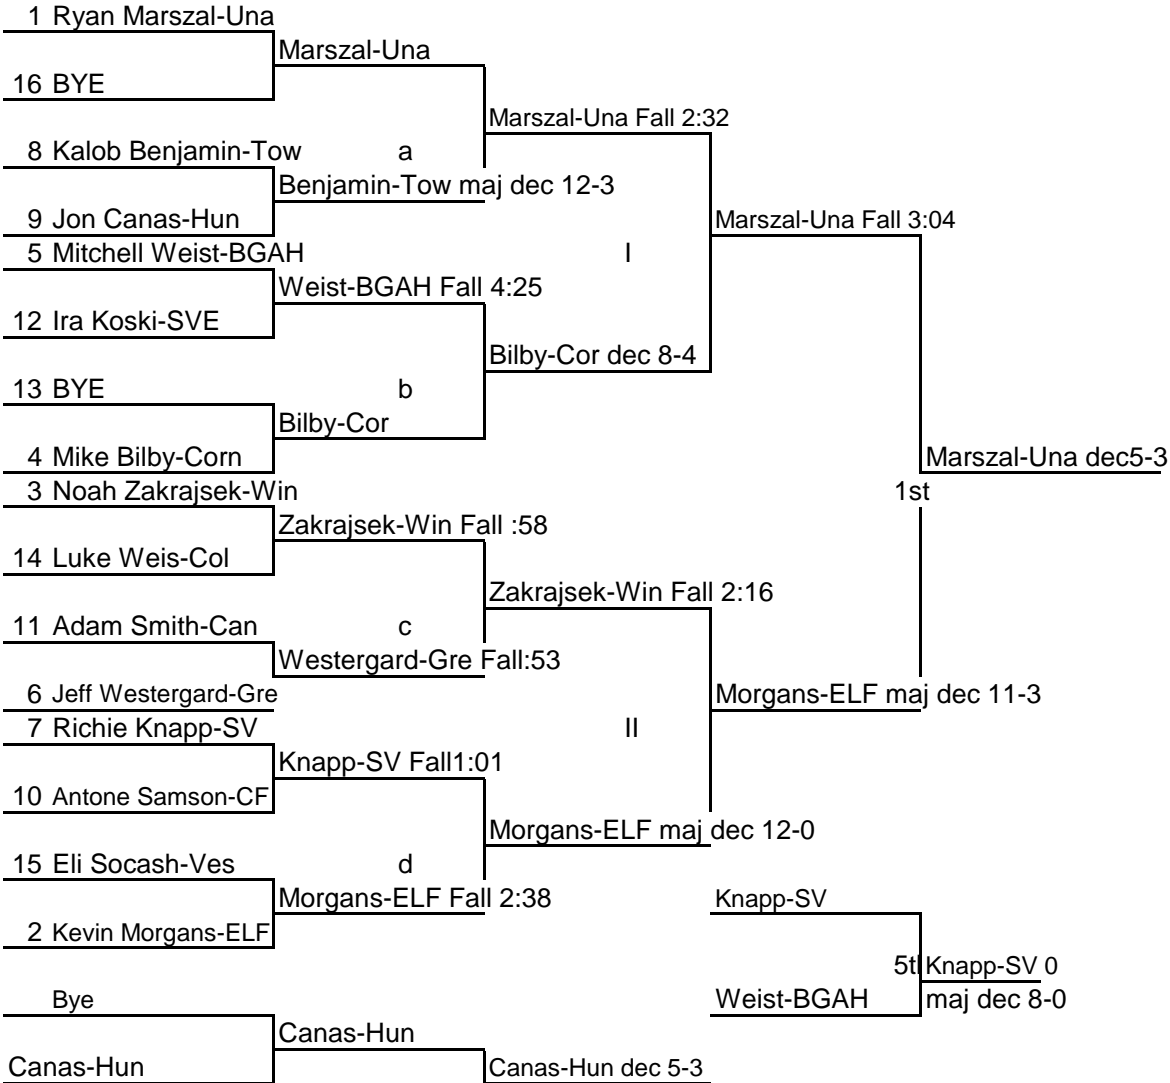 1 Ryan Marszal-Una
Marszal-Una
16 BYE
Marszal-Una Fall 2:32
8 Kalob Benjamin-Tow a
Benjamin-Tow maj dec 12-3
9 Jon Canas-Hun
Marszal-Una Fall 3:04
5 Mitchell Weist-BGAH I
Weist-BGAH Fall 4:25
12 Ira Koski-SVE
Bilby-Cor dec 8-4
13 BYE b
Bilby-Cor
4 Mike Bilby-Corn
Marszal-Una dec5-3
3 Noah Zakrajsek-Win 1st
Zakrajsek-Win Fall :58
14 Luke Weis-Col
Zakrajsek-Win Fall 2:16
11 Adam Smith-Can c
Westergard-Gre Fall:53
6 Jeff Westergard-Gre
Morgans-ELF maj dec 11-3
7 Richie Knapp-SV II
Knapp-SV Fall1:01
10 Antone Samson-CF
Morgans-ELF maj dec 12-0
15 Eli Socash-Ves d
Morgans-ELF Fall 2:38
Knapp-SV
2 Kevin Morgans-ELF
Knapp-SV 0
Bye
Weist-BGAH
maj dec 8-0
Canas-Hun
Canas-Hun
Canas-Hun dec 5-3